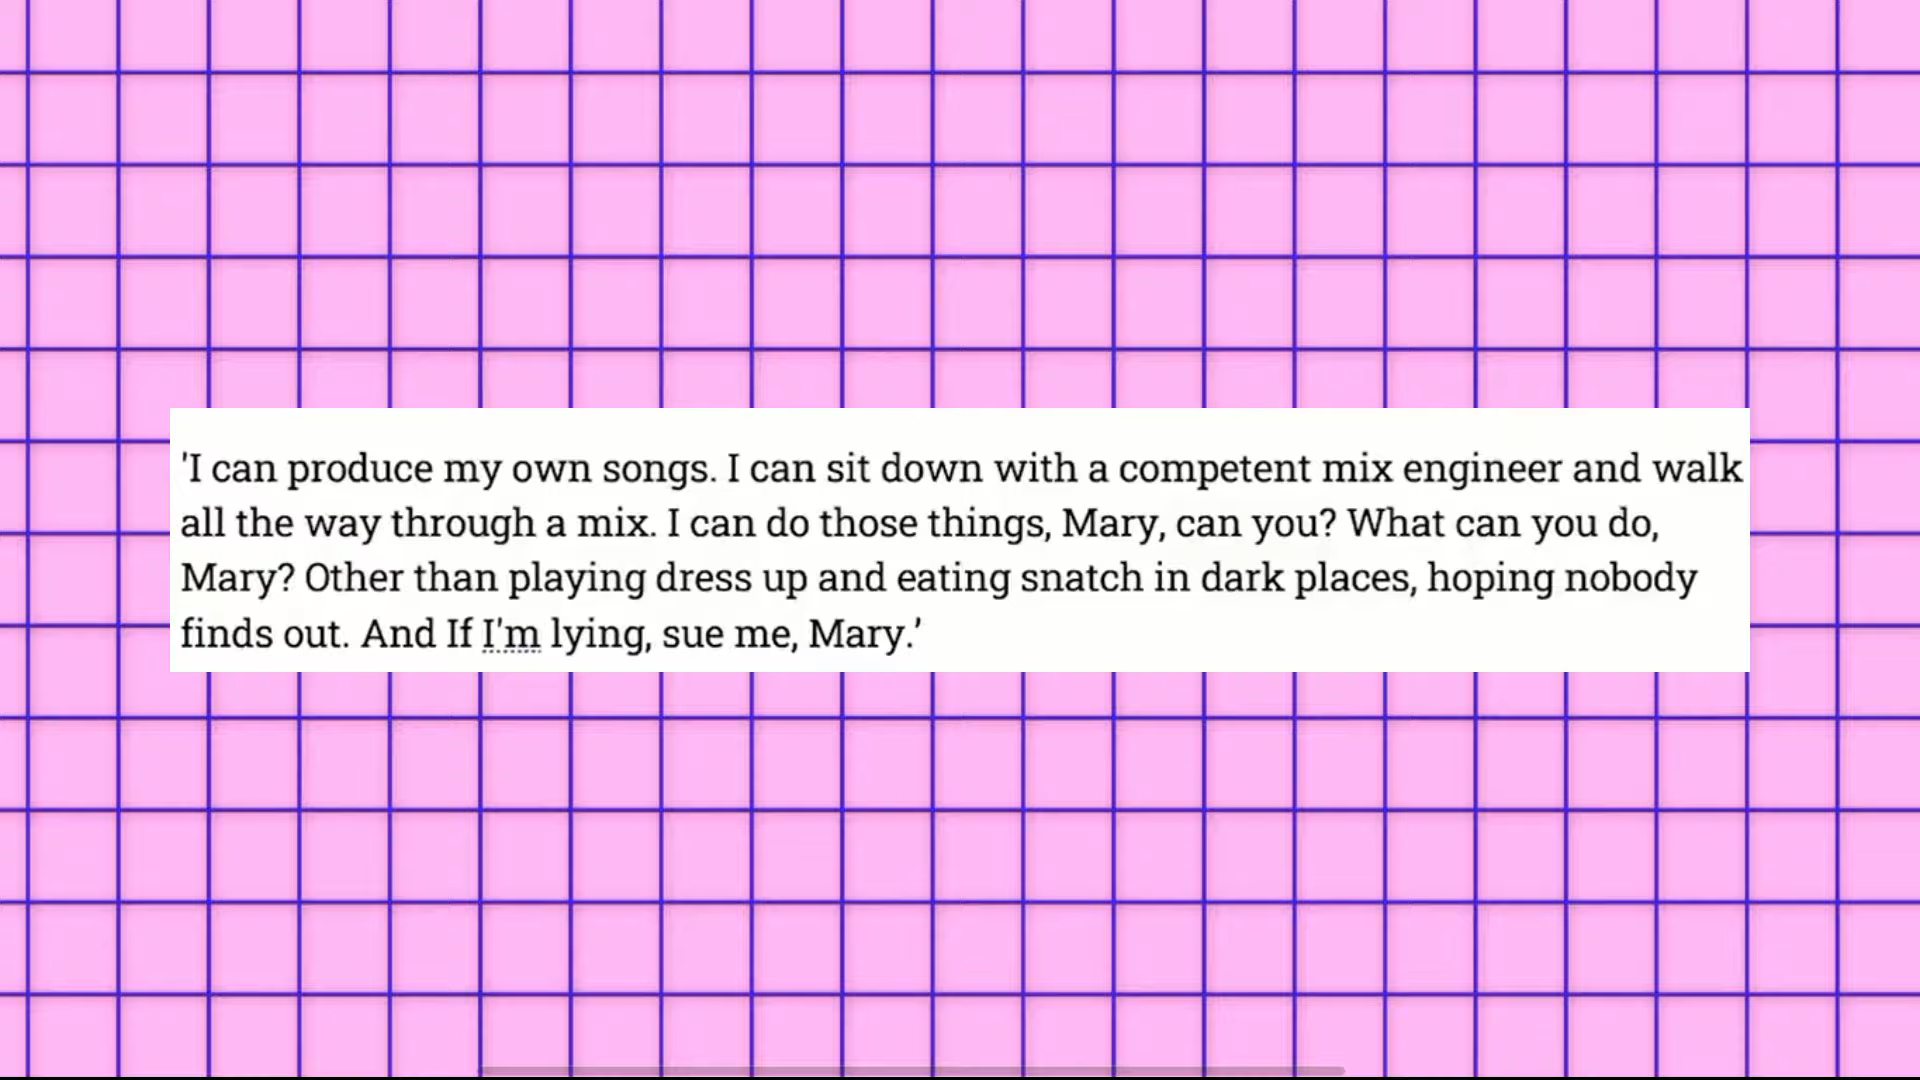 'I can produce my own songs. I can sit down with a competent mix engineer and walk
all the way through a mix. I can do those things, Mary, can you? What can you do,
Mary? Other than playing dress up and eating snatch in dark places, hoping nobody
finds out. And If I'm lying, sue me, Mary.’